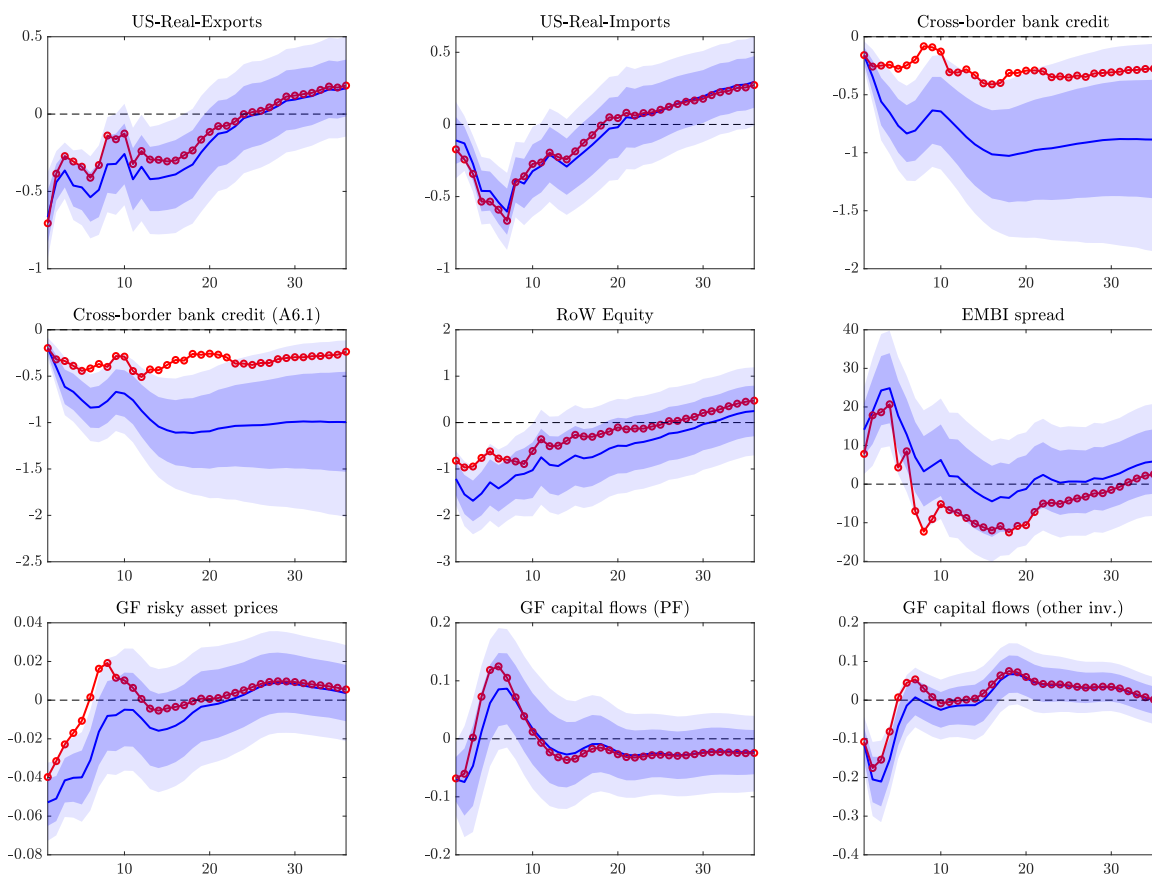 US-Real-Exports
0.5
0
-0.5
-1
10 20 30
US-Real-Imports
0.5
0
-0.5
-1
10 20 30
Cross-border bank credit
0
-0.5
-1
-1.5
-2
10 20 30
Cross-border bank credit (A6.1)
0
-0.5
-1
-1.5
-2
-2.5
10 20 30
RoW Equity
2
1
0
-1
-2
-3
10 20 30
EMBI spread
40
30
20
10
0
-10
-20
10 20 30
GF risky asset prices
0.04
0.02
0
-0.02
-0.04
-0.06
-0.08
10 20 30
GF capital flows (PF)
0.2
0.1
0
-0.1
-0.2
10 20 30
GF capital flows (other inv.)
0.2
0.1
0
-0.1
-0.2
-0.3
-0.4
10 20 30